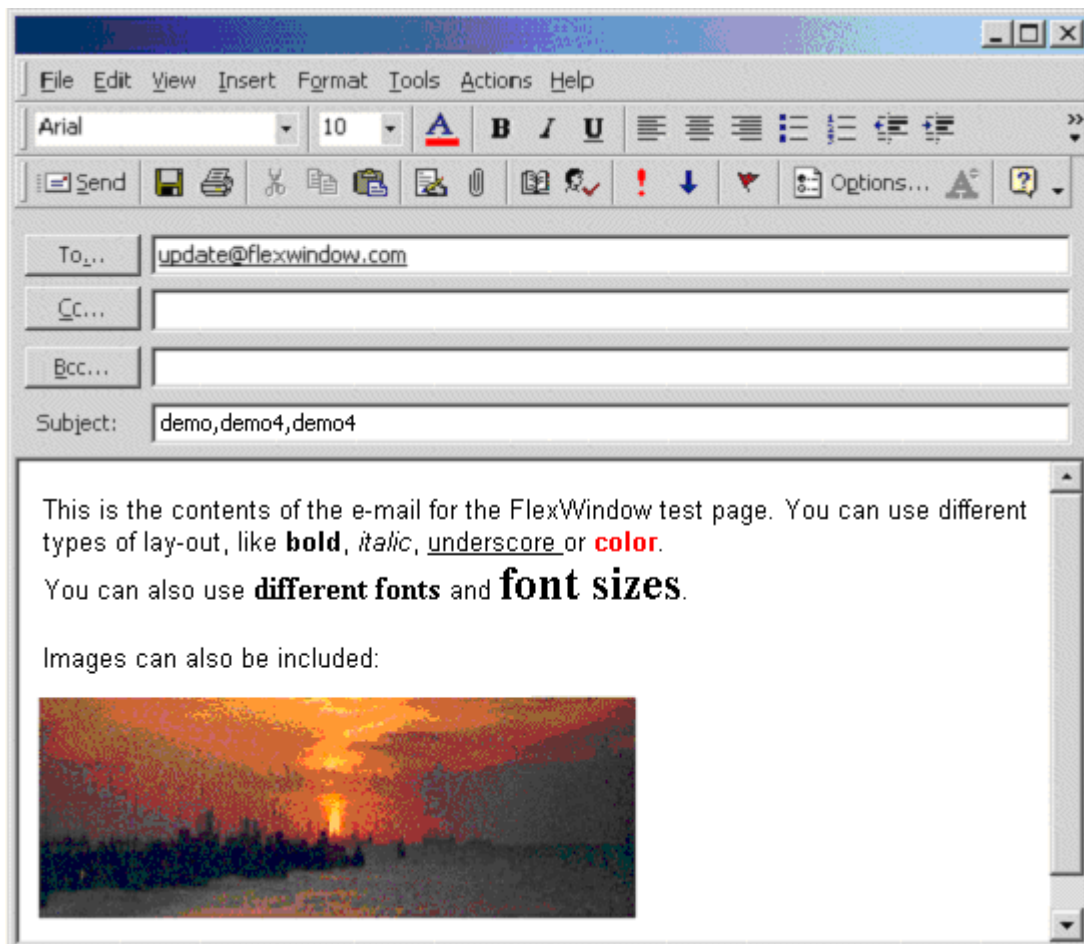 File Edit View Insert Format Tools Actions Help
Arial 10 A B I U »
Send Options... A
To... update@flexwindow.com
Cc...
Bcc...
Subject: demo,demo4,demo4
This is the contents of the e-mail for the FlexWindow test page. You can use different
types of lay-out, like bold, italic, underscore or color.
You can also use different fonts and font sizes.
Images can also be included: